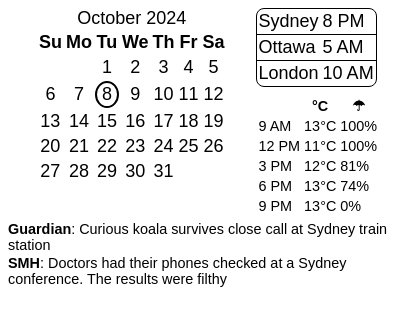 October 2024
Su Mo Tu We Th Fr Sa
1 2 3 4 5
6 7 8 9 10 11 12
13 14 15 16 17 18 19
20 21 22 23 24 25 26
27 28 29 30 31
Sydney 8 PM
Ottawa 5 AM
London 10 AM
°C ☂
9 AM 13°C 100%
12 PM 11°C 100%
3 PM 12°C 81%
6 PM 13°C 74%
9 PM 13°C 0%
Guardian: Curious koala survives close call at Sydney train
station
SMH: Doctors had their phones checked at a Sydney
conference. The results were filthy